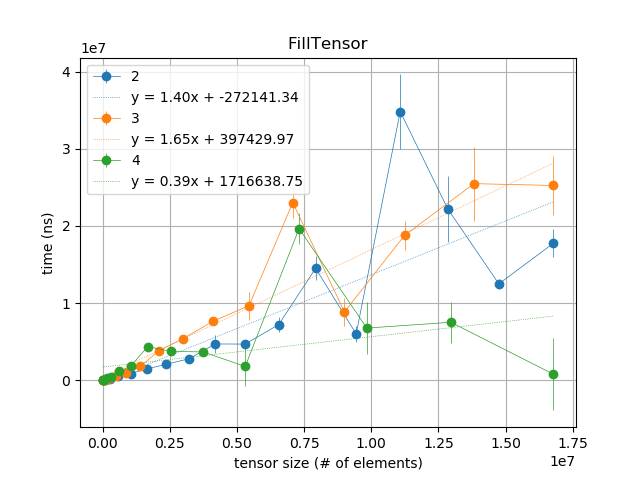 FillTensor
1e7
2
y = 1.40x + -272141.34
3
y = 1.65x + 397429.97
4
y = 0.39x + 1716638.75
4
3
2
1
0
time (ns)
0.00 0.25 0.50 0.75 1.00 1.25 1.50 1.75
1e7
tensor size (# of elements)